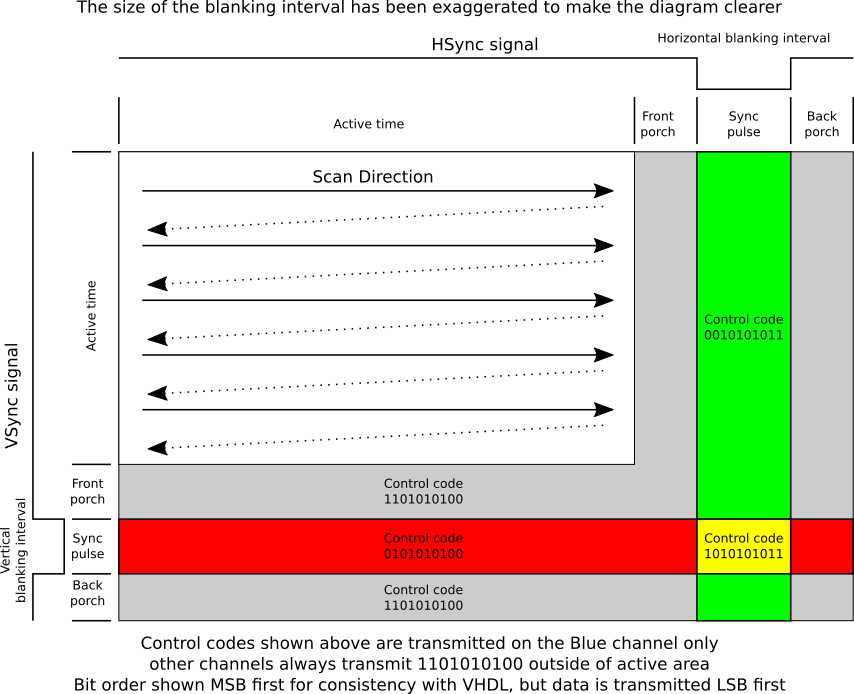 The size of the blanking interval has been exaggerated to make the diagram clearer
HSync signal
Horizontal blanking interval
Active time
Front
porch
Sync
pulse
Back
porch
Scan Direction
VSync signal
Active time
Control code
0010101011
Front
porch
Control code
1101010100
Vertical
blanking interval
Sync
pulse
Control code
0101010100
Control code
1010101011
Back
porch
Control code
1101010100
Control codes shown above are transmitted on the Blue channel only
other channels always transmit 1101010100 outside of active area
Bit order shown MSB first for consistency with VHDL, but data is transmitted LSB first